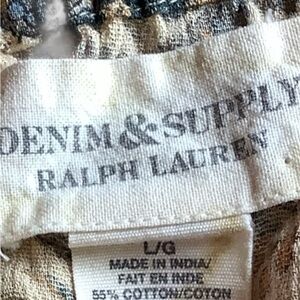 DENIM & SUPPLY
RALPH LAUREN
L/G
MADE IN INDIA/
FAIT EN INDE
55% COTTON/COTON